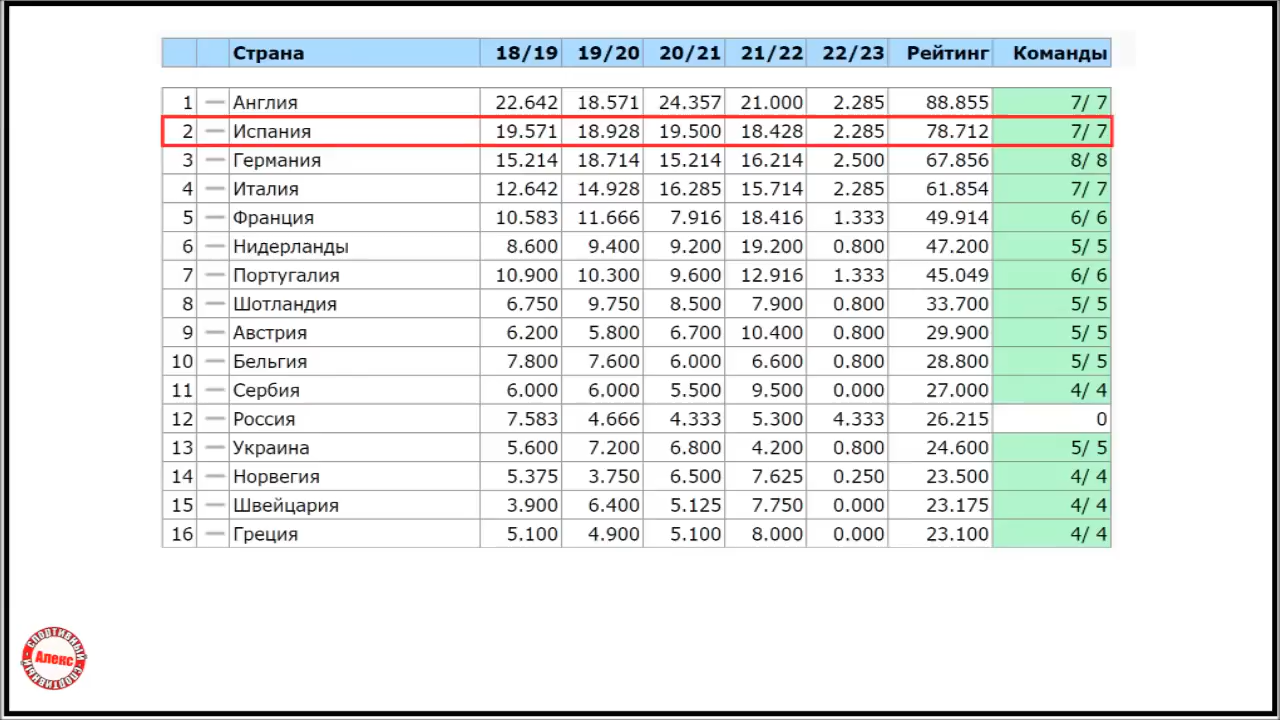 Страна 18/19 19/20 20/21 21/22 22/23 Рейтинг Команды
1 Англия 22.642 18.571 24.357 21.000 2.285 88.855 7/ 7
2 Испания 19.571 18.928 19.500 18.428 2.285 78.712 7/ 7
3 Германия 15.214 18.714 15.214 16.214 2.500 67.856 8/ 8
4 Италия 12.642 14.928 16.285 15.714 2.285 61.854 7/ 7
5 Франция 10.583 11.666 7.916 18.416 1.333 49.914 6/ 6
6 Нидерланды 8.600 9.400 9.200 19.200 0.800 47.200 5/ 5
7 Португалия 10.900 10.300 9.600 12.916 1.333 45.049 6/ 6
8 Шотландия 6.750 9.750 8.500 7.900 0.800 33.700 5/ 5
9 Австрия 6.200 5.800 6.700 10.400 0.800 29.900 5/ 5
10 Бельгия 7.800 7.600 6.000 6.600 0.800 28.800 5/ 5
11 Сербия 6.000 6.000 5.500 9.500 0.000 27.000 4/ 4
12 Россия 7.583 4.666 4.333 5.300 4.333 26.215 0
13 Украина 5.600 7.200 6.800 4.200 0.800 24.600 5/ 5
14 Норвегия 5.375 3.750 6.500 7.625 0.250 23.500 4/ 4
15 Швейцария 3.900 6.400 5.125 7.750 0.000 23.175 4/ 4
16 Греция 5.100 4.900 5.100 8.000 0.000 23.100 4/ 4
СПОРТИВНЫЙ
Алекс
СПОРТИВНЫЙ